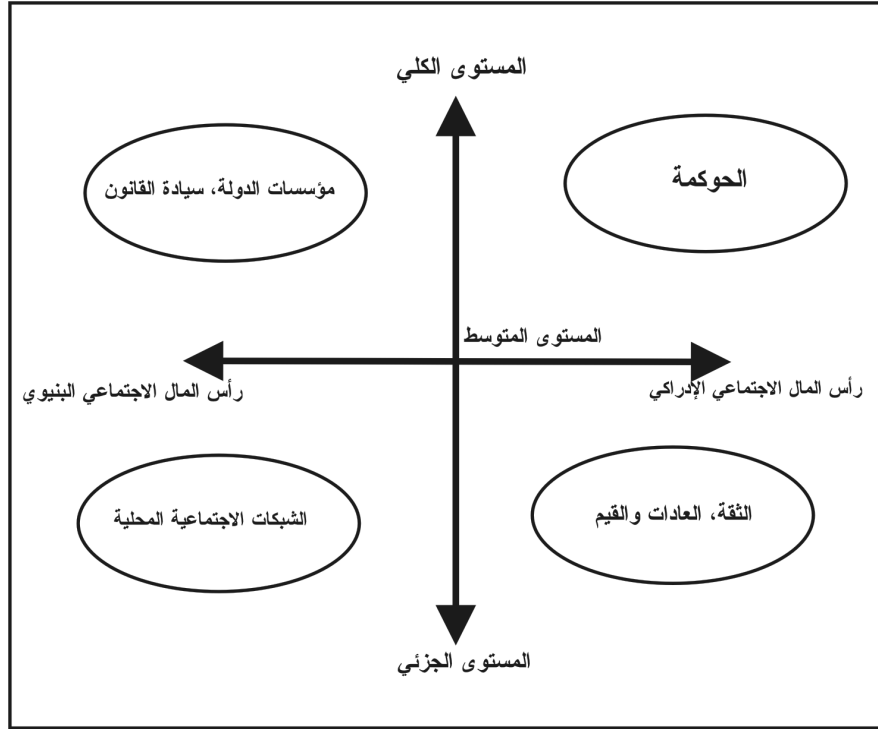 المستوى الكلي
الحوكمة
مؤسسات الدولة، سيادة القانون
المستوى المتوسط
رأس المال الاجتماعي الإدراكي
رأس المال الاجتماعي البنيوي
الثقة، العادات والقيم
الشبكات الاجتماعية المحلية
المستوى الجزئي